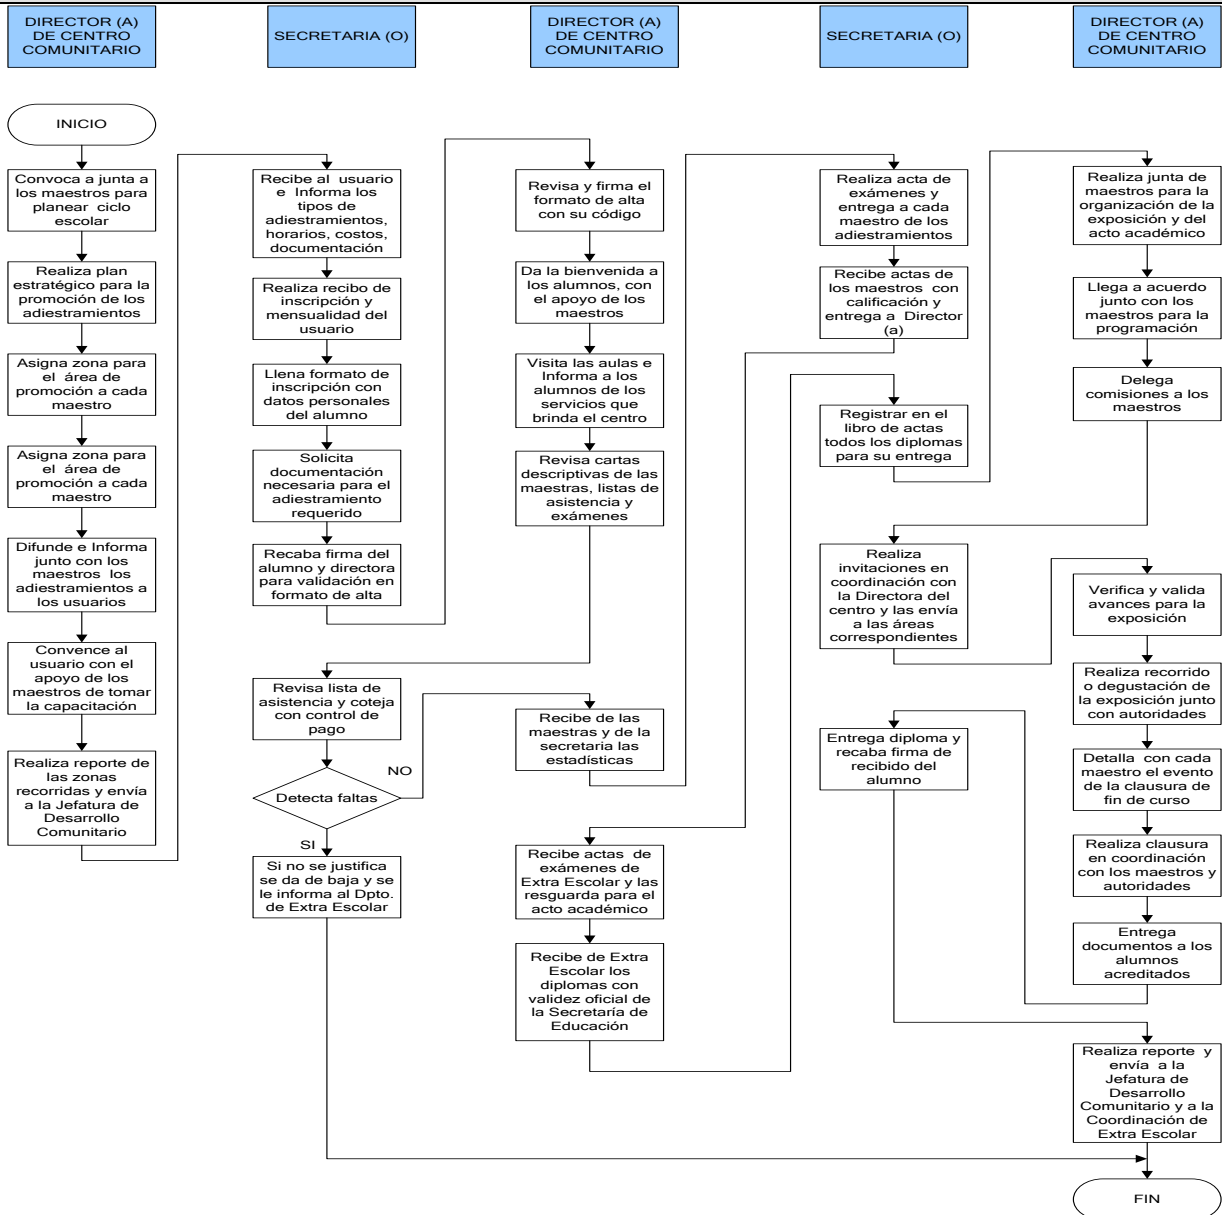 DIRECTOR (A)
DE CENTRO
COMUNITARIO
SECRETARIA (O)
DIRECTOR (A)
DE CENTRO
COMUNITARIO
SECRETARIA (O)
DIRECTOR (A)
DE CENTRO
COMUNITARIO
INICIO
Convoca a junta a
los maestros para
planear ciclo
escolar
Realiza plan
estratégico para la
promoción de los
adiestramientos
Asigna zona para
el área de
promoción a cada
maestro
Asigna zona para
el área de
promoción a cada
maestro
Difunde e Informa
junto con los
maestros los
adiestramientos a
los usuarios
Convence al
usuario con el
apoyo de los
maestros de tomar
la capacitación
Realiza reporte de
las zonas
recorridas y envía
a la Jefatura de
Desarrollo
Comunitario
Recibe al usuario
e Informa los
tipos de
adiestramientos,
horarios, costos,
documentación
Realiza recibo de
inscripción y
mensualidad del
usuario
Llena formato de
inscripción con
datos personales
del alumno
Solicita
documentación
necesaria para el
adiestramiento
requerido
Recaba firma del
alumno y directora
para validación en
formato de alta
Revisa lista de
asistencia y coteja
con control de
pago
Detecta faltas
NO
SI
Si no se justifica
se da de baja y se
le informa al Dpto.
de Extra Escolar
Revisa y firma el
formato de alta
con su código
Da la bienvenida a
los alumnos, con
el apoyo de los
maestros
Visita las aulas e
Informa a los
alumnos de los
servicios que
brinda el centro
Revisa cartas
descriptivas de las
maestras, listas de
asistencia y
exámenes
Recibe de las
maestras y de la
secretaria las
estadísticas
Recibe actas de
exámenes de
Extra Escolar y las
resguarda para el
acto académico
Recibe de Extra
Escolar los
diplomas con
validez oficial de
la Secretaría de
Educación
Realiza acta de
exámenes y
entrega a cada
maestro de los
adiestramientos
Recibe actas de
los maestros con
calificación y
entrega a Director
(a)
Registrar en el
libro de actas
todos los diplomas
para su entrega
Realiza
invitaciones en
coordinación con
la Directora del
centro y las envía
a las áreas
correspondientes
Entrega diploma y
recaba firma de
recibido del
alumno
Realiza junta de
maestros para la
organización de la
exposición y del
acto académico
Llega a acuerdo
junto con los
maestros para la
programación
Delega
comisiones a los
maestros
Verifica y valida
avances para la
exposición
Realiza recorrido
o degustación de
la exposición junto
con autoridades
Detalla con cada
maestro el evento
de la clausura de
fin de curso
Realiza clausura
en coordinación
con los maestros y
autoridades
Entrega
documentos a los
alumnos
acreditados
Realiza reporte y
envía a la
Jefatura de
Desarrollo
Comunitario y a la
Coordinación de
Extra Escolar
FIN